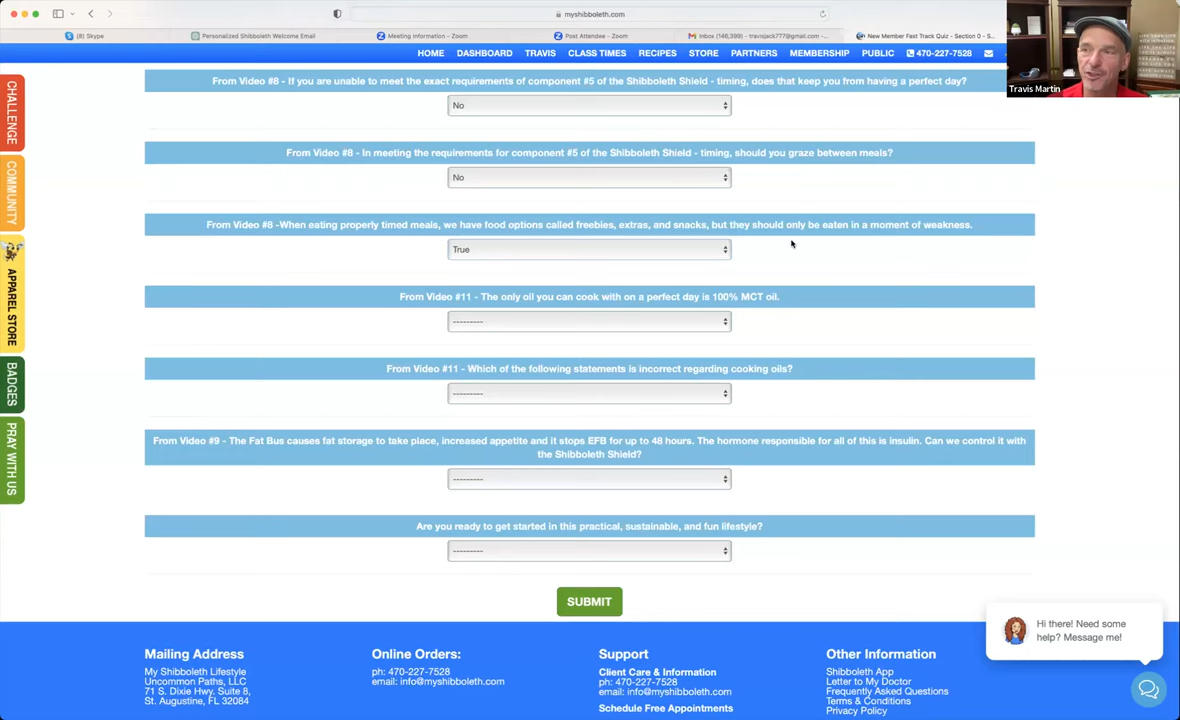 myshibboleth.com
(8) Skype
Personalized Shibboleth Welcome Email
Meeting Information - Zoom
Post Attendee - Zoom
Inbox (146,399) - travisjack777@gmail.com -...
New Member Fast Track Quiz - Section 0 - S...
HOME DASHBOARD TRAVIS CLASS TIMES RECIPES STORE PARTNERS MEMBERSHIP PUBLIC 470-227-7528
Travis Martin
CHALLENGE
COMMUNITY
APPAREL STORE
BADGES
PRAY WITH US
From Video #8 - If you are unable to meet the exact requirements of component #5 of the Shibboleth Shield - timing, does that keep you from having a perfect day?
No
From Video #8 - In meeting the requirements for component #5 of the Shibboleth Shield - timing, should you graze between meals?
No
From Video #8 -When eating properly timed meals, we have food options called freebies, extras, and snacks, but they should only be eaten in a moment of weakness.
True
From Video #11 - The only oil you can cook with on a perfect day is 100% MCT oil.
---------
From Video #11 - Which of the following statements is incorrect regarding cooking oils?
---------
From Video #9 - The Fat Bus causes fat storage to take place, increased appetite and it stops EFB for up to 48 hours. The hormone responsible for all of this is insulin. Can we control it with
the Shibboleth Shield?
---------
Are you ready to get started in this practical, sustainable, and fun lifestyle?
---------
SUBMIT
Hi there! Need some
help? Message me!
Mailing Address
My Shibboleth Lifestyle
Uncommon Paths, LLC
71 S. Dixie Hwy. Suite 8,
St. Augustine, FL 32084
Online Orders:
ph: 470-227-7528
email: info@myshibboleth.com
Support
Client Care & Information
ph: 470-227-7528
email: info@myshibboleth.com
Schedule Free Appointments
Other Information
Shibboleth App
Letter to My Doctor
Frequently Asked Questions
Terms & Conditions
Privacy Policy